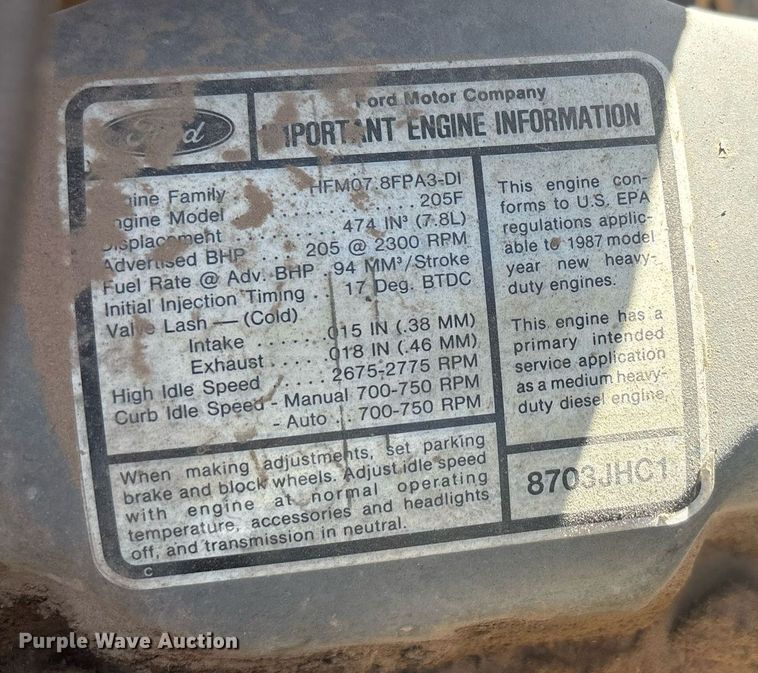 Ford
Ford Motor Company
IMPORTANT ENGINE INFORMATION
Engine Family . HFM07.8FPA3-DI
Engine Model . . . . . . . . . . . . . 205F
Displacement . . . . . 474 IN³ (7.8L)
Advertised BHP . . 205 @ 2300 RPM
Fuel Rate @ Adv. BHP . 94 MM³/Stroke
Initial Injection Timing . . 17 Deg. BTDC
Valve Lash — (Cold)
Intake . . . . . . . . .015 IN (.38 MM)
Exhaust . . . . . . . .018 IN (.46 MM)
High Idle Speed . . . . . 2675-2775 RPM
Curb Idle Speed - Manual 700-750 RPM
- Auto . . . 700-750 RPM
This engine con-
forms to U.S. EPA
regulations applic-
able to 1987 model
year new heavy-
duty engines.
This engine has a
primary intended
service application
as a medium heavy-
duty diesel engine.
When making adjustments, set parking
brake and block wheels. Adjust idle speed
with engine at normal operating
temperature, accessories and headlights
off, and transmission in neutral.
8703JHC1
C
Purple Wave Auction